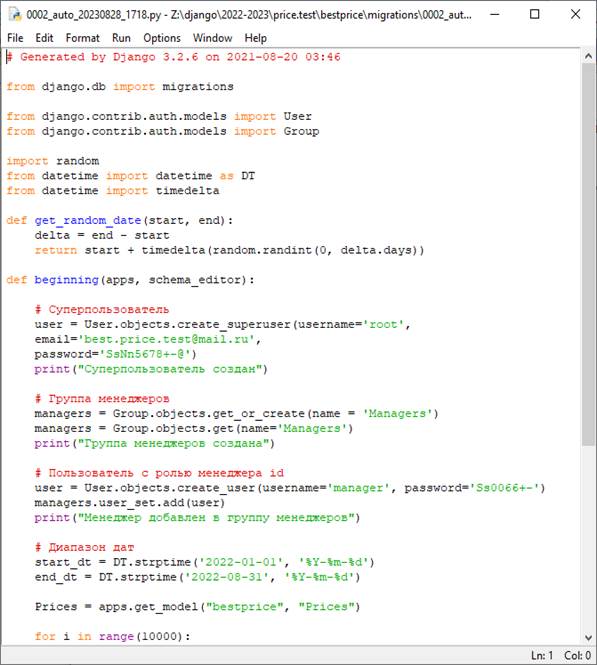 0002_auto_20230828_1718.py - Z:\django\2022-2023\price.test\bestprice\migrations\0002_aut...
File Edit Format Run Options Window Help
# Generated by Django 3.2.6 on 2021-08-20 03:46
from django.db import migrations
from django.contrib.auth.models import User
from django.contrib.auth.models import Group
import random
from datetime import datetime as DT
from datetime import timedelta
def get_random_date(start, end):
    delta = end - start
    return start + timedelta(random.randint(0, delta.days))
def beginning(apps, schema_editor):
    # Суперпользователь
    user = User.objects.create_superuser(username='root',
    email='best.price.test@mail.ru',
    password='SsNn5678+-@')
    print("Суперпользователь создан")
    # Группа менеджеров
    managers = Group.objects.get_or_create(name = 'Managers')
    managers = Group.objects.get(name='Managers')
    print("Группа менеджеров создана")
    # Пользователь с ролью менеджера id
    user = User.objects.create_user(username='manager', password='Ss0066+-')
    managers.user_set.add(user)
    print("Менеджер добавлен в группу менеджеров")
    # Диапазон дат
    start_dt = DT.strptime('2022-01-01', '%Y-%m-%d')
    end_dt = DT.strptime('2022-08-31', '%Y-%m-%d')
    Prices = apps.get_model("bestprice", "Prices")
    for i in range(10000):
Ln: 1 Col: 0